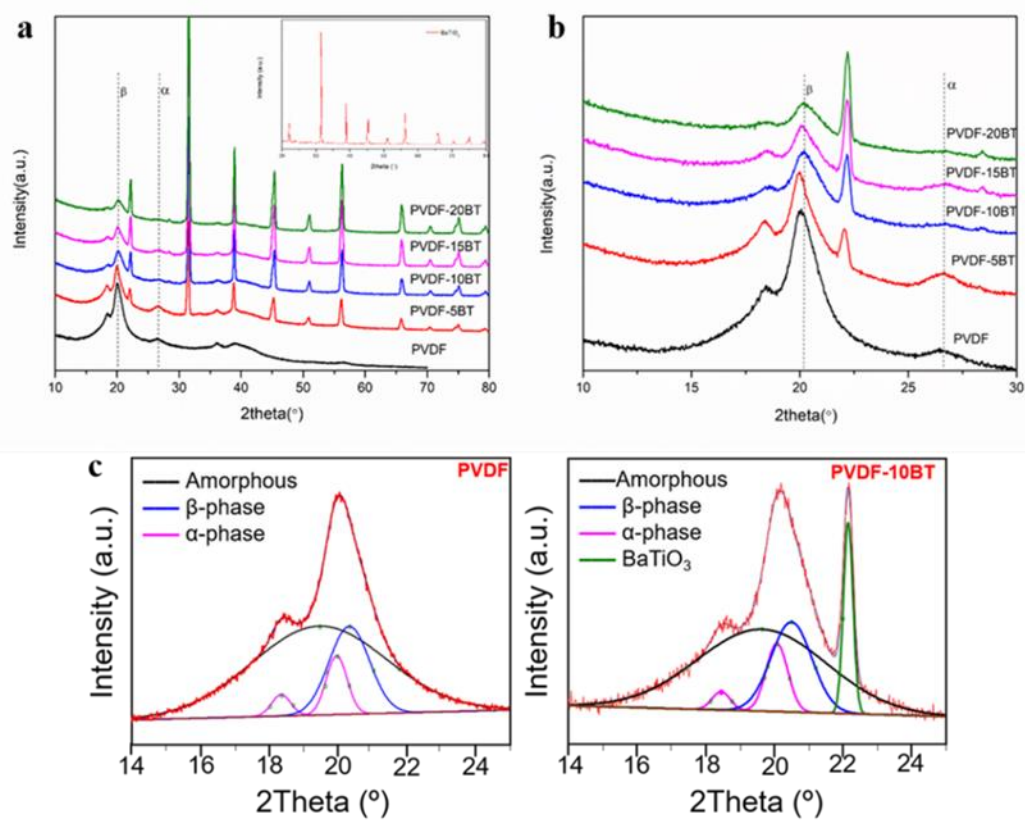 a
Intensity(a.u.)
β
α
Intensity (a.u.)
BaTiO₃
2theta(°)
PVDF-20BT
PVDF-15BT
PVDF-10BT
PVDF-5BT
PVDF
10 20 30 40 50 60 70 80
2theta(°)
b
Intensity(a.u.)
β
α
PVDF-20BT
PVDF-15BT
PVDF-10BT
PVDF-5BT
PVDF
10 15 20 25 30
2theta(°)
c
Intensity (a.u.)
Amorphous
β-phase
α-phase
PVDF
14 16 18 20 22 24
2Theta (º)
Intensity (a.u.)
Amorphous
β-phase
α-phase
BaTiO₃
PVDF-10BT
14 16 18 20 22 24
2Theta (º)